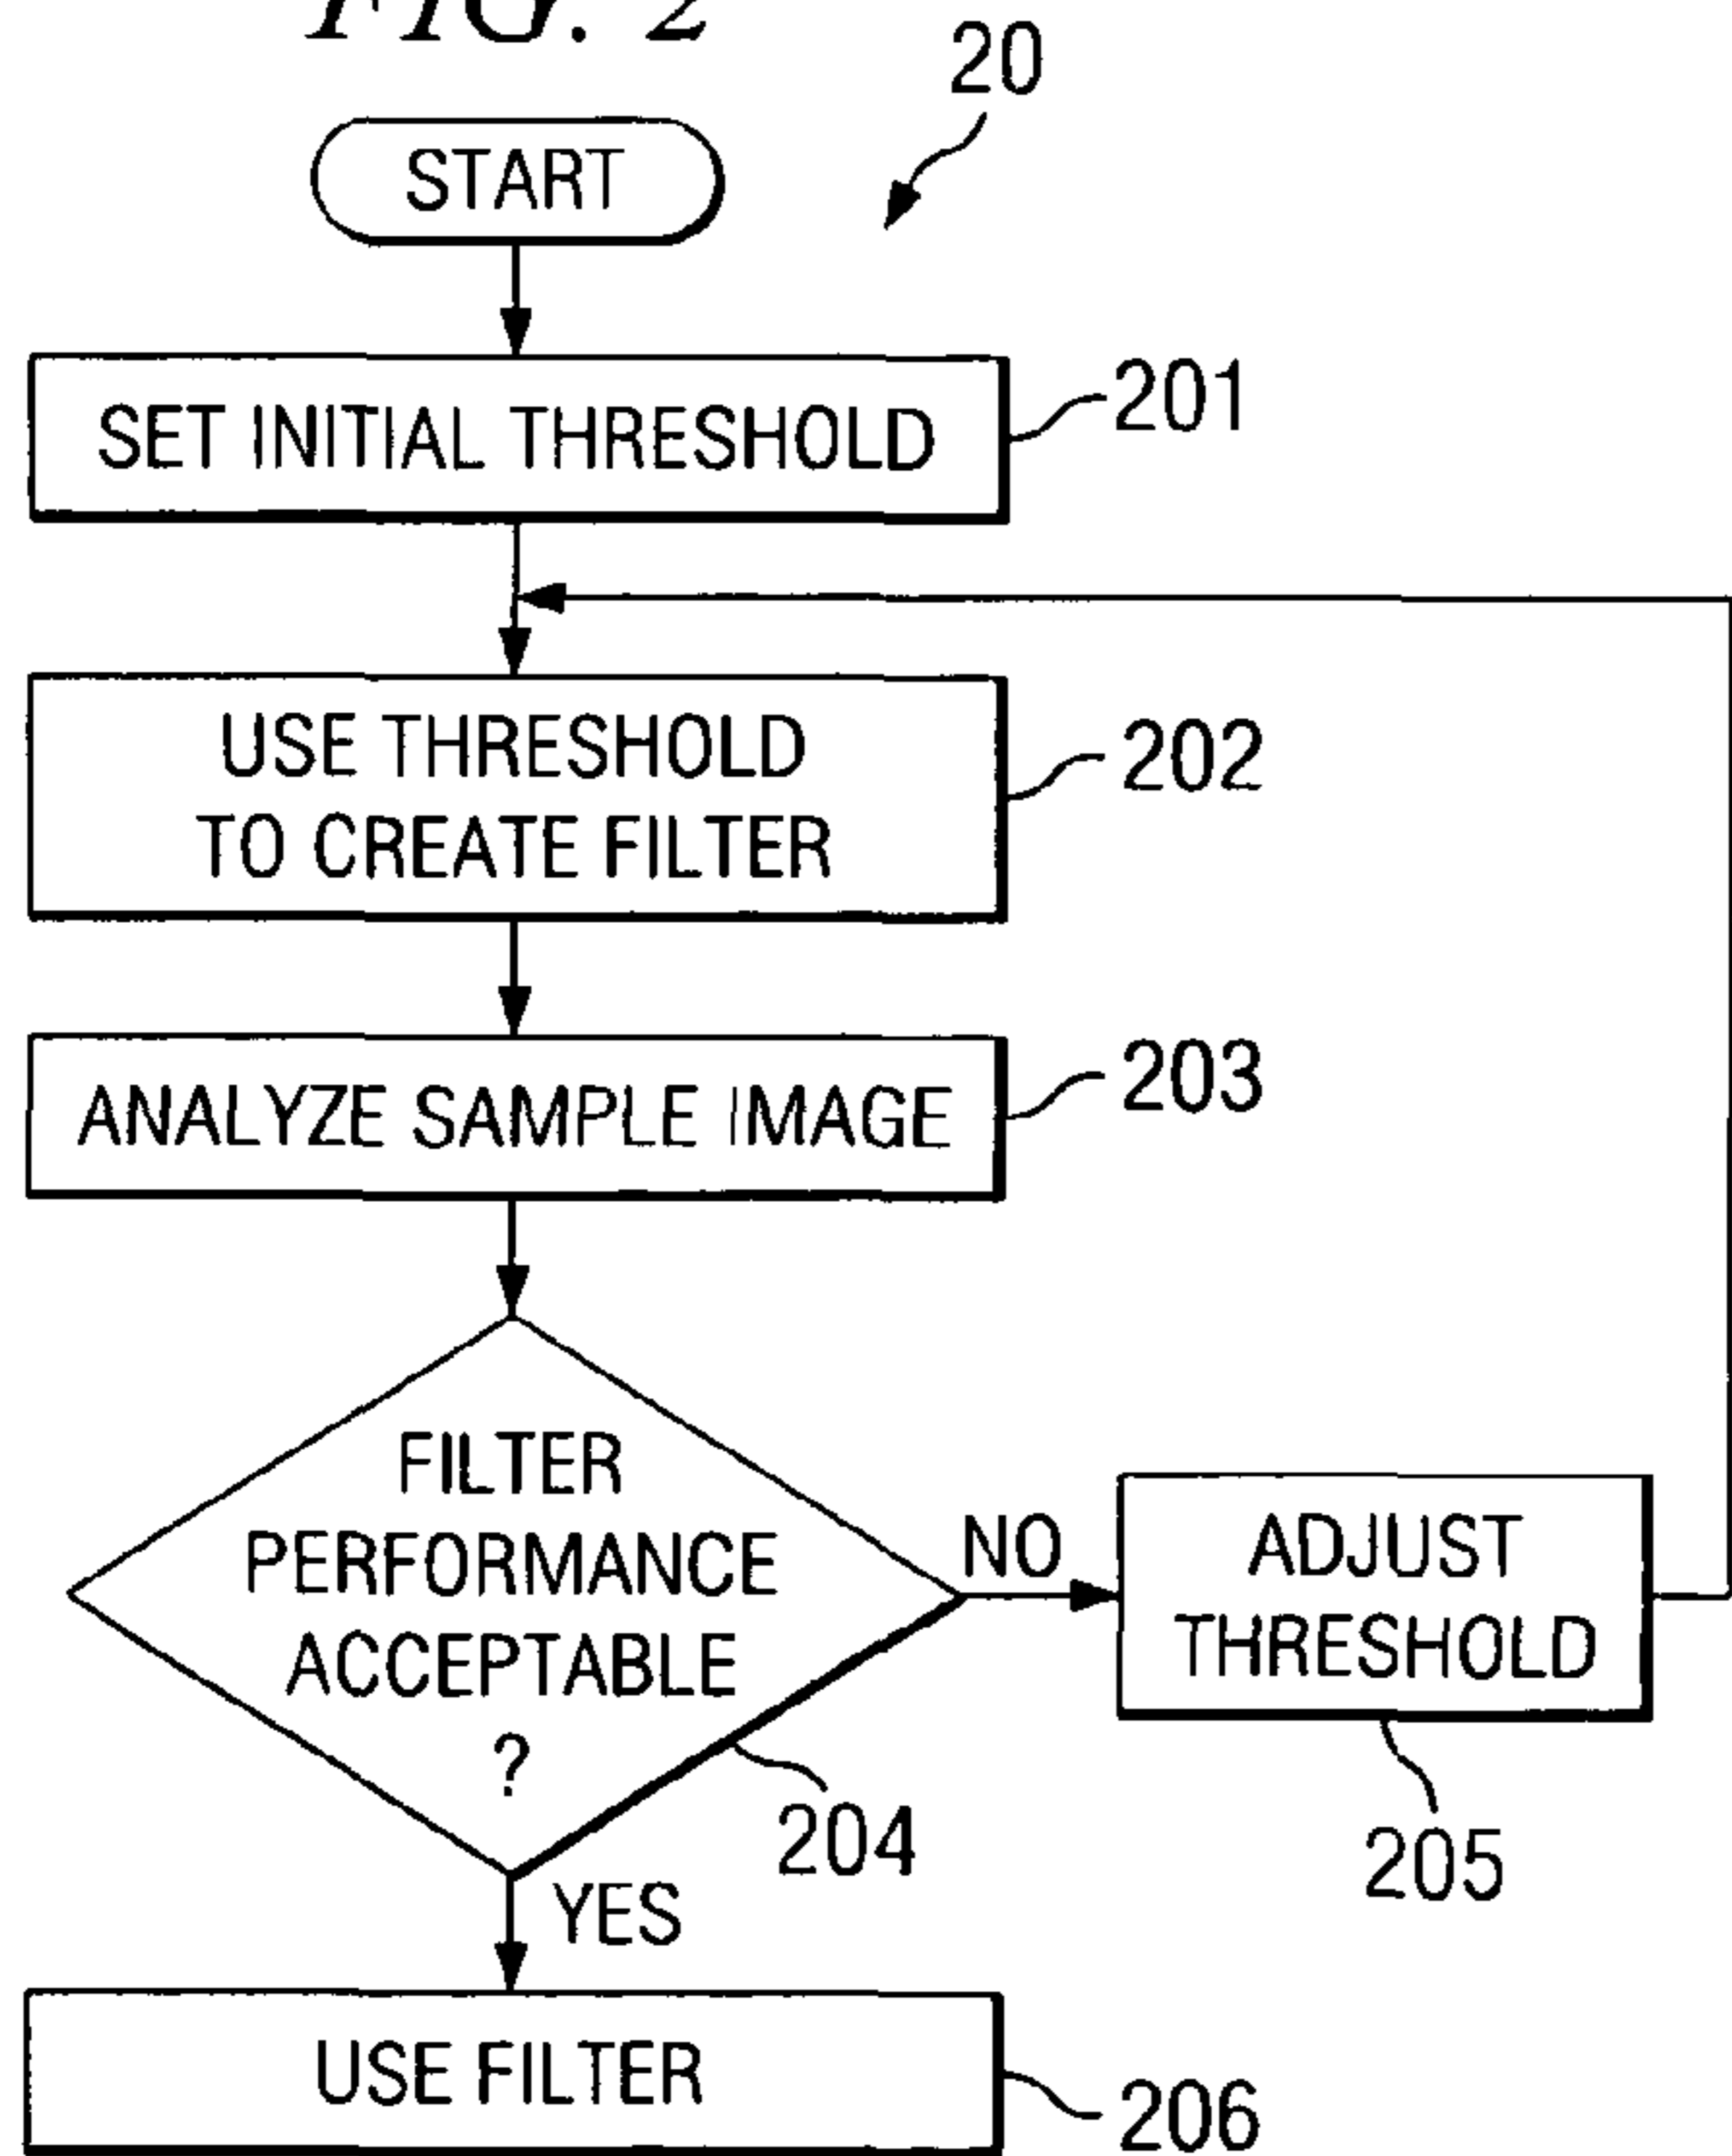 FIG. 2
20
START
SET INITIAL THRESHOLD
201
USE THRESHOLD
TO CREATE FILTER
202
ANALYZE SAMPLE IMAGE
203
FILTER
PERFORMANCE
ACCEPTABLE
?
204
NO
ADJUST
THRESHOLD
205
YES
USE FILTER
206